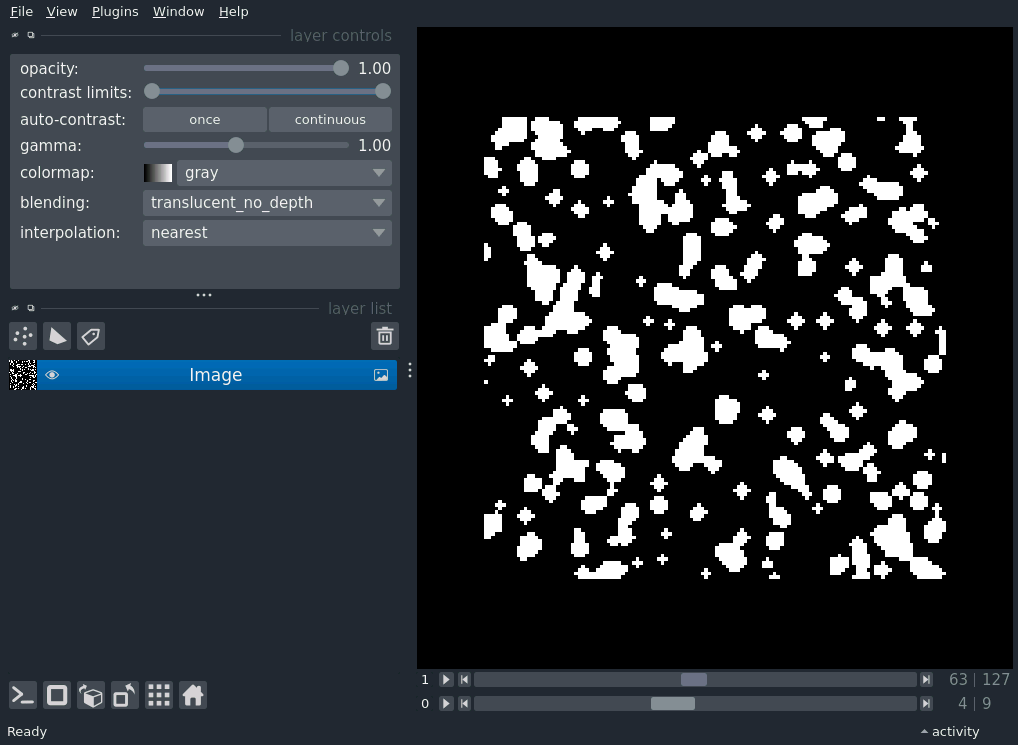 File View Plugins Window Help
layer controls
opacity: 1.00
contrast limits:
auto-contrast: once continuous
gamma: 1.00
colormap: gray
blending: translucent_no_depth
interpolation: nearest
layer list
Image
1 63 | 127
0 4 | 9
Ready activity